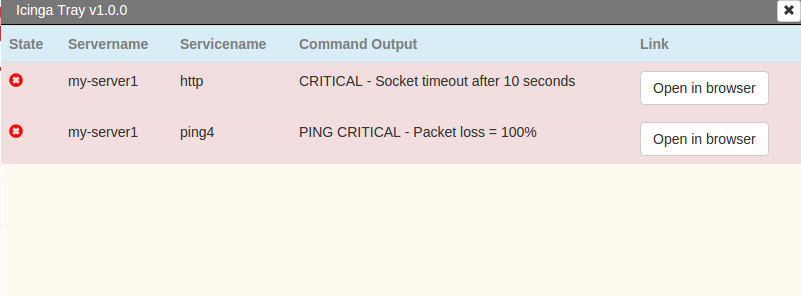 Icinga Tray v1.0.0
State Servername Servicename Command Output Link
my-server1 http CRITICAL - Socket timeout after 10 seconds Open in browser
my-server1 ping4 PING CRITICAL - Packet loss = 100% Open in browser